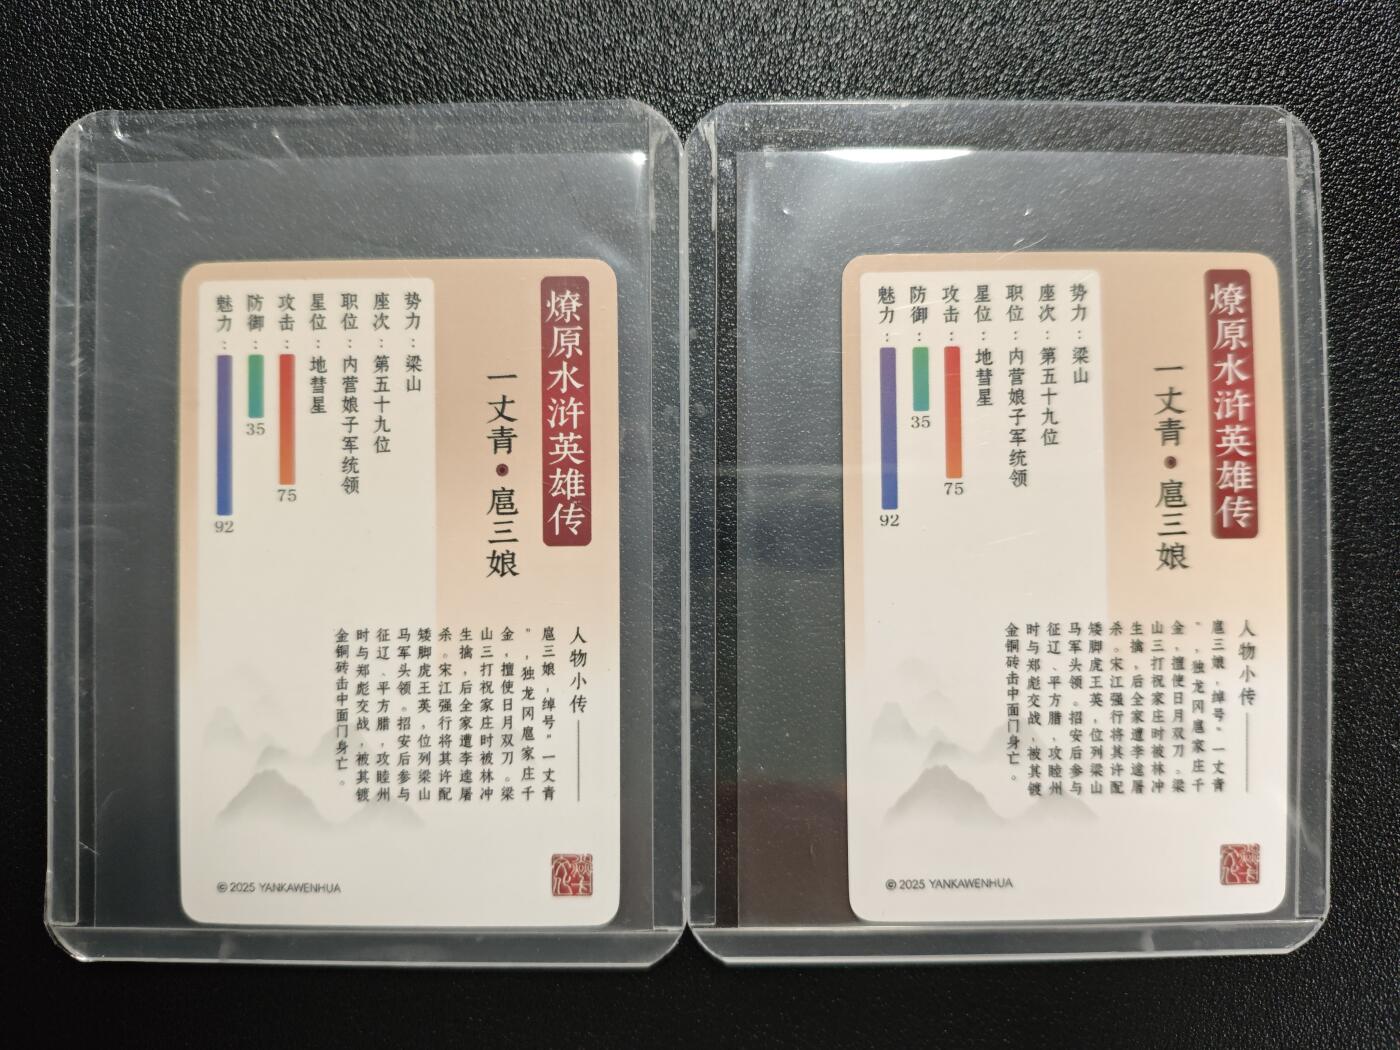 燎原水浒英雄传
一丈青•扈三娘
势力：梁山
座次：第五十九位
职位：内营娘子军统领
星位：地彗星
攻击：75
防御：35
魅力：92
人物小传
扈三娘，绰号"一丈青
"，独龙冈扈家庄千
金，擅使日月双刀。梁
山三打祝家庄时被林冲
生擒，后全家遭李逵屠
杀。宋江强行将其许配
矮脚虎王英，位列梁山
马军头领。招安后参与
征辽、平方腊，攻睦州
时与郑彪交战，被其镀
金铜砖击中面门身亡。
© 2025 YANKAWENHUA
燎原水浒英雄传
一丈青•扈三娘
势力：梁山
座次：第五十九位
职位：内营娘子军统领
星位：地彗星
攻击：75
防御：35
魅力：92
人物小传
扈三娘，绰号"一丈青
"，独龙冈扈家庄千
金，擅使日月双刀。梁
山三打祝家庄时被林冲
生擒，后全家遭李逵屠
杀。宋江强行将其许配
矮脚虎王英，位列梁山
马军头领。招安后参与
征辽、平方腊，攻睦州
时与郑彪交战，被其镀
金铜砖击中面门身亡。
© 2025 YANKAWENHUA